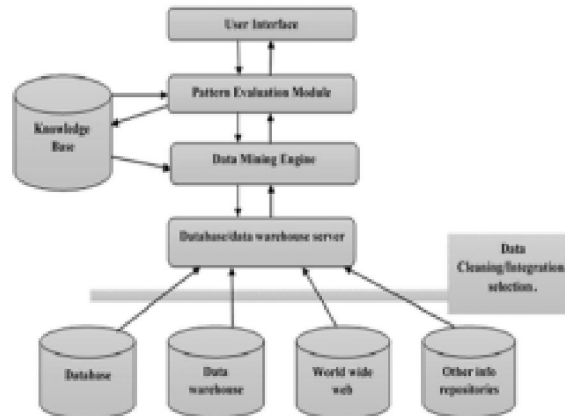 User Interface
Pattern Evaluation Module
Knowledge
Base
Data Mining Engine
Database/data warehouse server
Data
Cleaning/Integration
selection.
Database
Data
warehouse
World wide
web
Other info
repositories